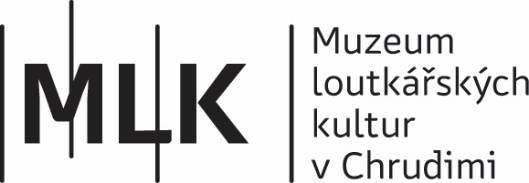 MLK
Muzeum
loutkářských
kultur
v Chrudimi